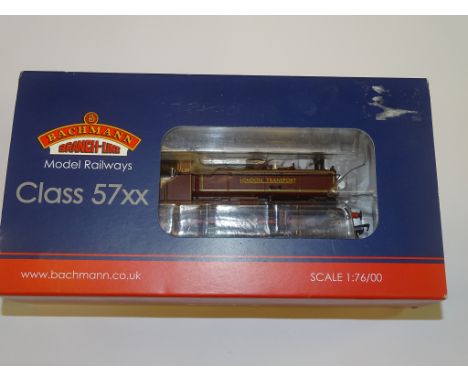 BACHMANN
BRANCH-LINE
Model Railways
Class 57xx
LONDON TRANSPORT
www.bachmann.co.uk
SCALE 1:76/00